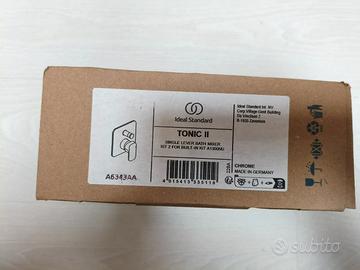 Ideal Standard
TONIC II
SINGLE LEVER BATH MIXER
KIT 2 FOR BUILT-IN KIT A1000NU
Ideal Standard Int. NV
Corp Village-Gent Building
Da Vincilaan 2
B-1935 Zaventem
A6343AA
CHROME
MADE IN GERMANY
subito